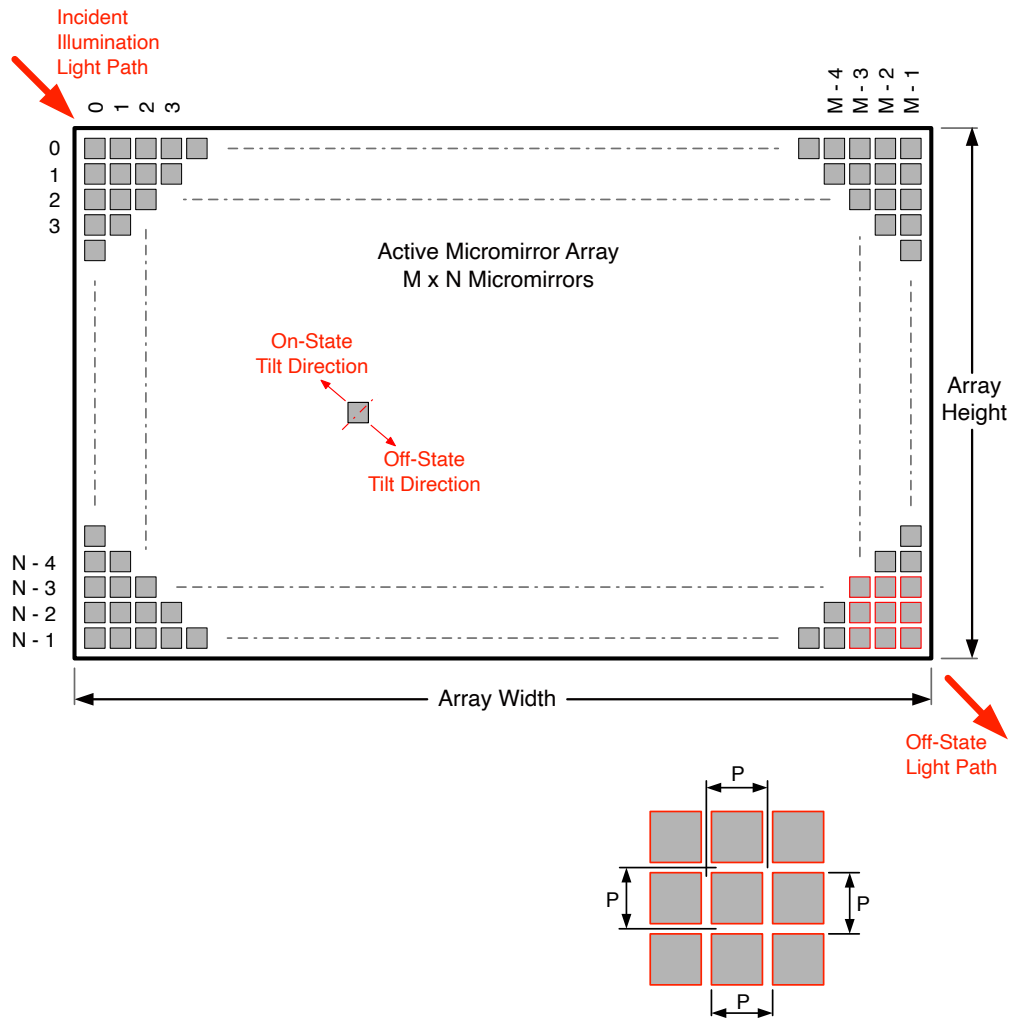 Incident
Illumination
Light Path
0
1
2
3
M - 4
M - 3
M - 2
M - 1
0
1
2
3
Active Micromirror Array
M x N Micromirrors
On-State
Tilt Direction
Off-State
Tilt Direction
Array
Height
N - 4
N - 3
N - 2
N - 1
Array Width
Off-State
Light Path
P
P
P
P